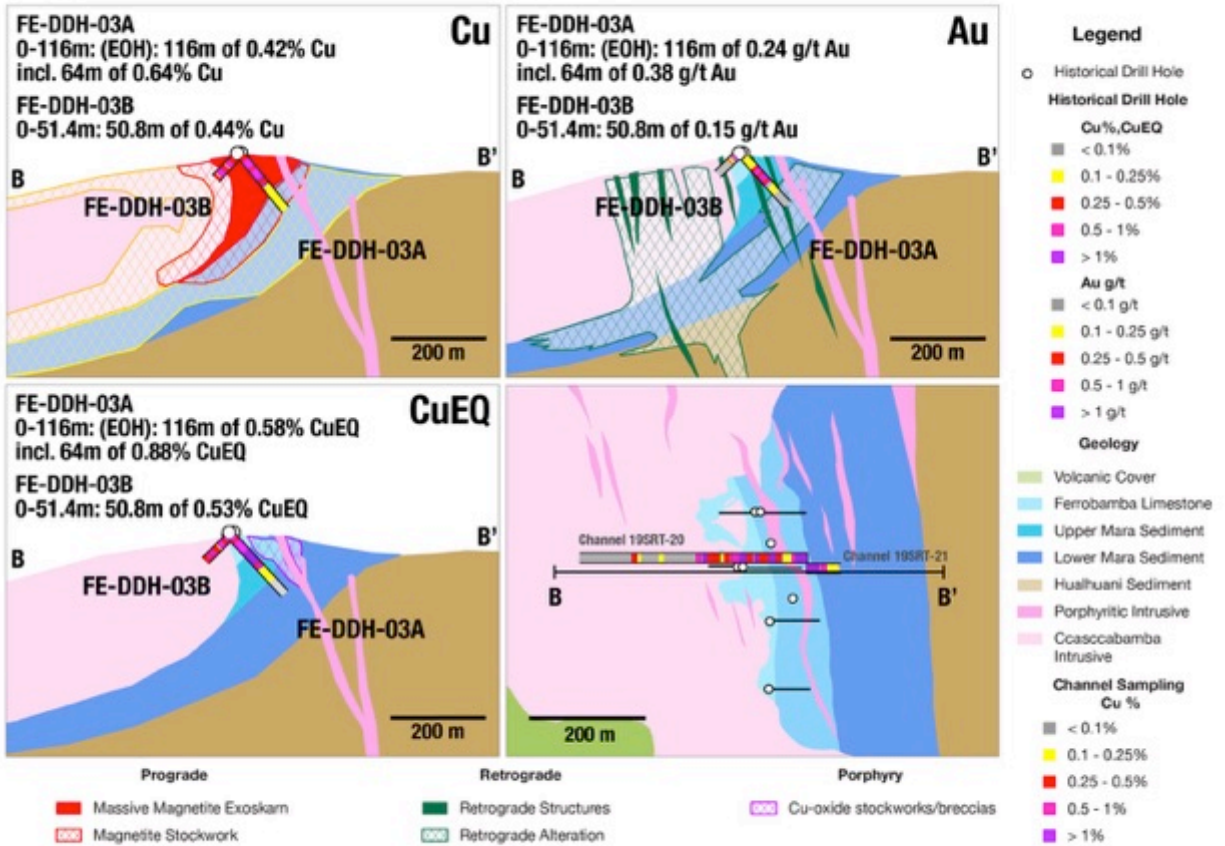 FE-DDH-03A
0-116m: (EOH): 116m of 0.42% Cu
incl. 64m of 0.64% Cu
Cu
FE-DDH-03B
0-51.4m: 50.8m of 0.44% Cu
B
B'
FE-DDH-03B
FE-DDH-03A
200 m
FE-DDH-03A
0-116m: (EOH): 116m of 0.24 g/t Au
incl. 64m of 0.38 g/t Au
Au
FE-DDH-03B
0-51.4m: 50.8m of 0.15 g/t Au
B
B'
FE-DDH-03B
FE-DDH-03A
200 m
FE-DDH-03A
0-116m: (EOH): 116m of 0.58% CuEQ
incl. 64m of 0.88% CuEQ
CuEQ
FE-DDH-03B
0-51.4m: 50.8m of 0.53% CuEQ
B
B'
FE-DDH-03B
FE-DDH-03A
200 m
Channel 19SRT-20
Channel 19SRT-21
B
B'
200 m
Legend
Historical Drill Hole
Historical Drill Hole
Cu%,CuEQ
< 0.1%
0.1 - 0.25%
0.25 - 0.5%
0.5 - 1%
> 1%
Au g/t
< 0.1 g/t
0.1 - 0.25 g/t
0.25 - 0.5 g/t
0.5 - 1 g/t
> 1 g/t
Geology
Volcanic Cover
Ferrobamba Limestone
Upper Mara Sediment
Lower Mara Sediment
Hualhuani Sediment
Porphyritic Intrusive
Ccasccabamba
Intrusive
Channel Sampling
Cu %
< 0.1%
0.1 - 0.25%
0.25 - 0.5%
0.5 - 1%
> 1%
Prograde
Massive Magnetite Exoskarn
Magnetite Stockwork
Retrograde
Retrograde Structures
Retrograde Alteration
Porphyry
Cu-oxide stockworks/breccias